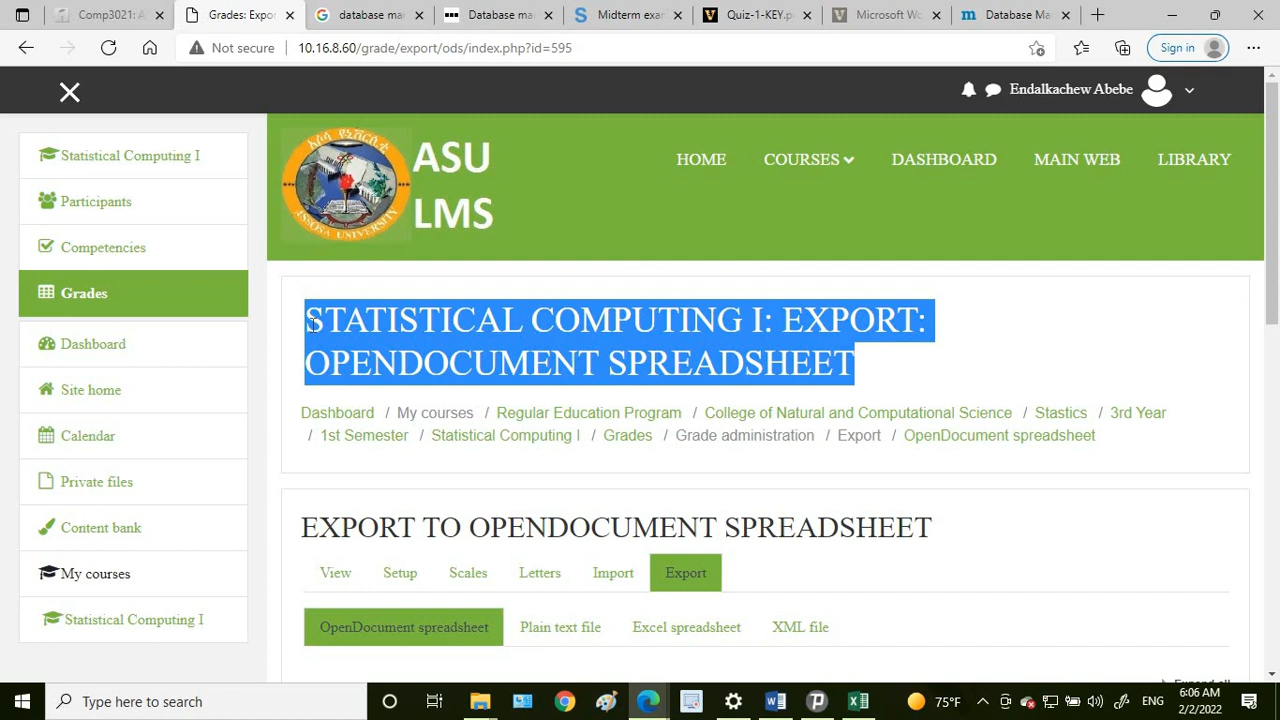 Comp3021: A
Grades: Expor
database mar
Database man
Midterm exan
Quiz-1-KEY.p
Microsoft Wo
Database Ma
Not secure 10.16.8.60/grade/export/ods/index.php?id=595 Sign in
Endalkachew Abebe
ASU
LMS
HOME COURSES DASHBOARD MAIN WEB LIBRARY
Statistical Computing I
Participants
Competencies
Grades
Dashboard
Site home
Calendar
Private files
Content bank
My courses
Statistical Computing I
STATISTICAL COMPUTING I: EXPORT:
OPENDOCUMENT SPREADSHEET
Dashboard / My courses / Regular Education Program / College of Natural and Computational Science / Stastics / 3rd Year
/ 1st Semester / Statistical Computing I / Grades / Grade administration / Export / OpenDocument spreadsheet
EXPORT TO OPENDOCUMENT SPREADSHEET
View Setup Scales Letters Import Export
OpenDocument spreadsheet Plain text file Excel spreadsheet XML file
Expand all
Type here to search
75°F ENG
6:06 AM
2/2/2022